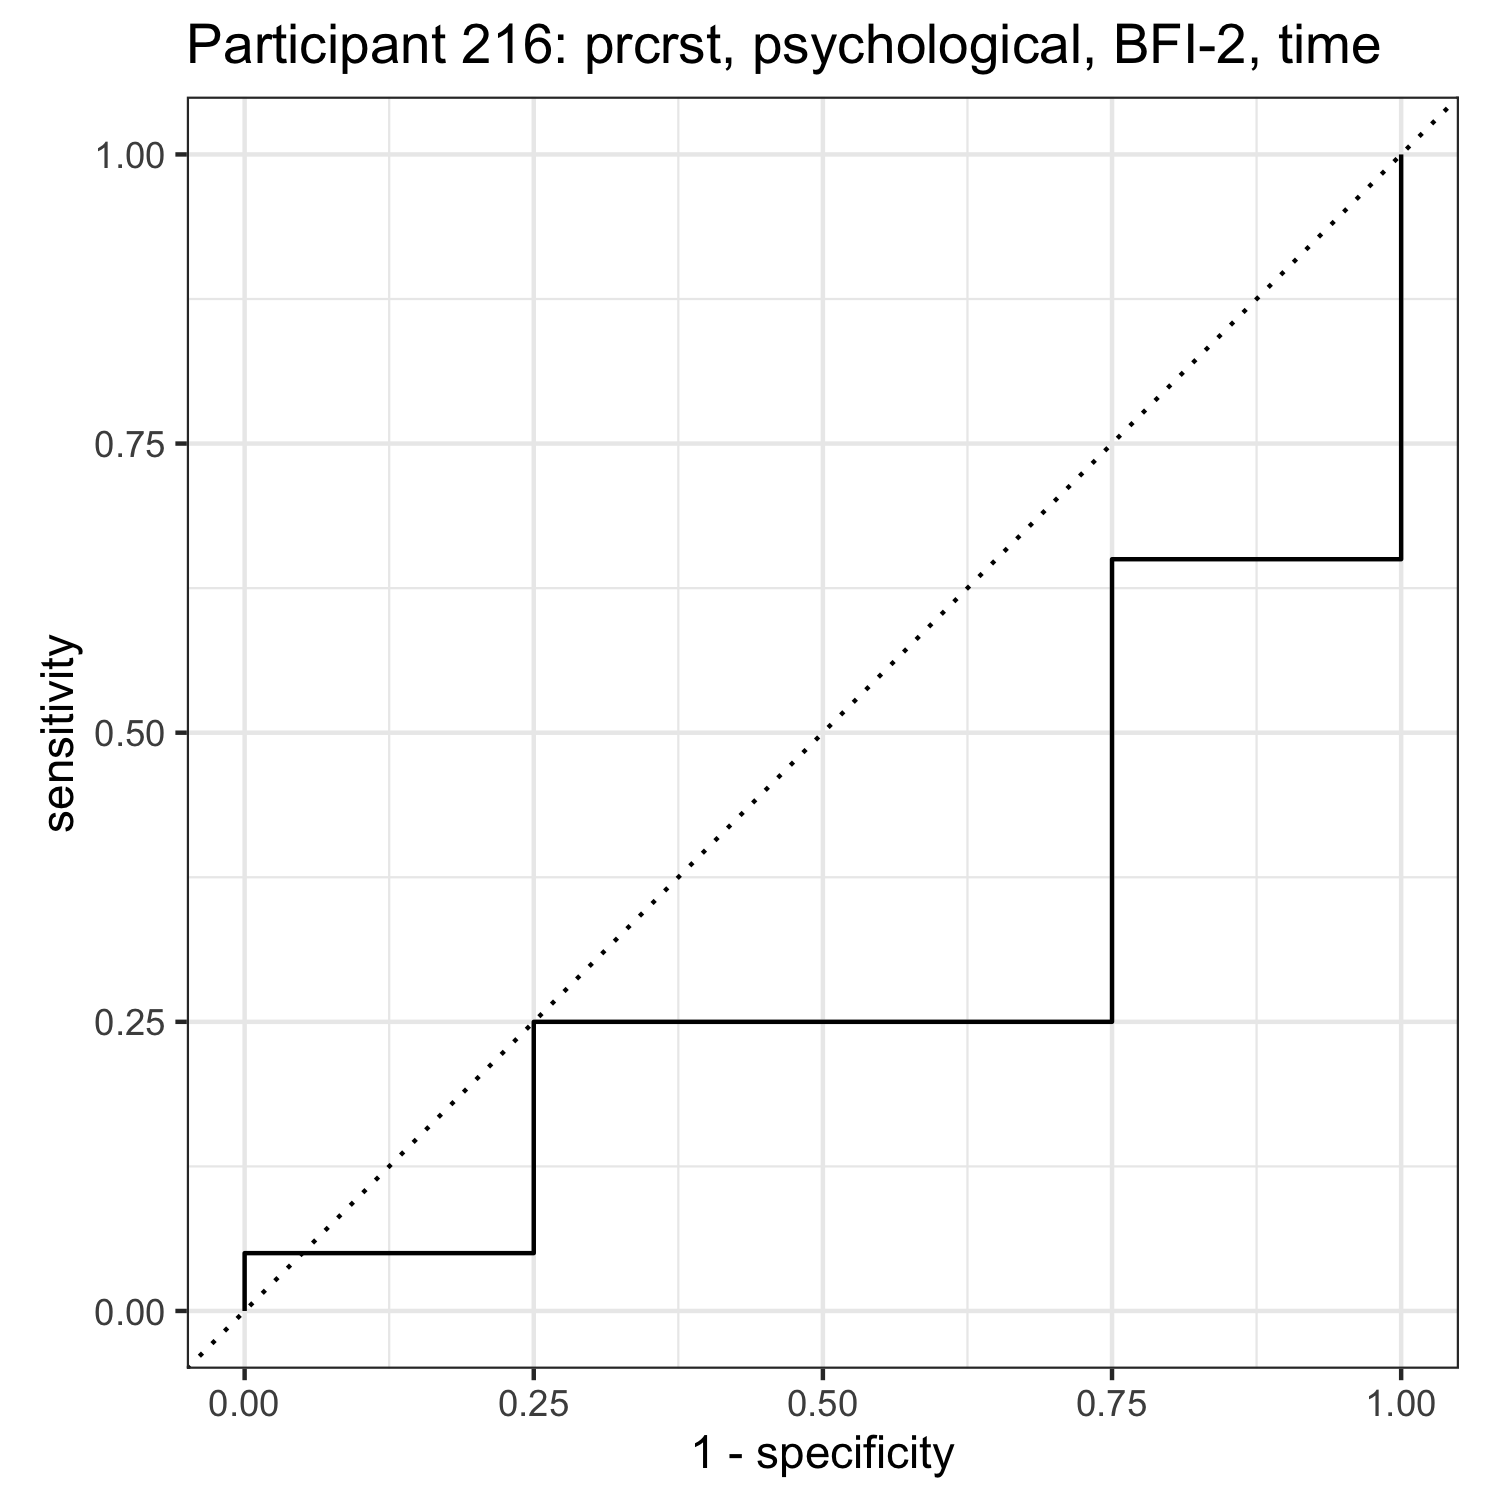 Participant 216: prcrst, psychological, BFI-2, time
1.00
0.75
0.50
0.25
0.00
sensitivity
0.00 0.25 0.50 0.75 1.00
1 - specificity